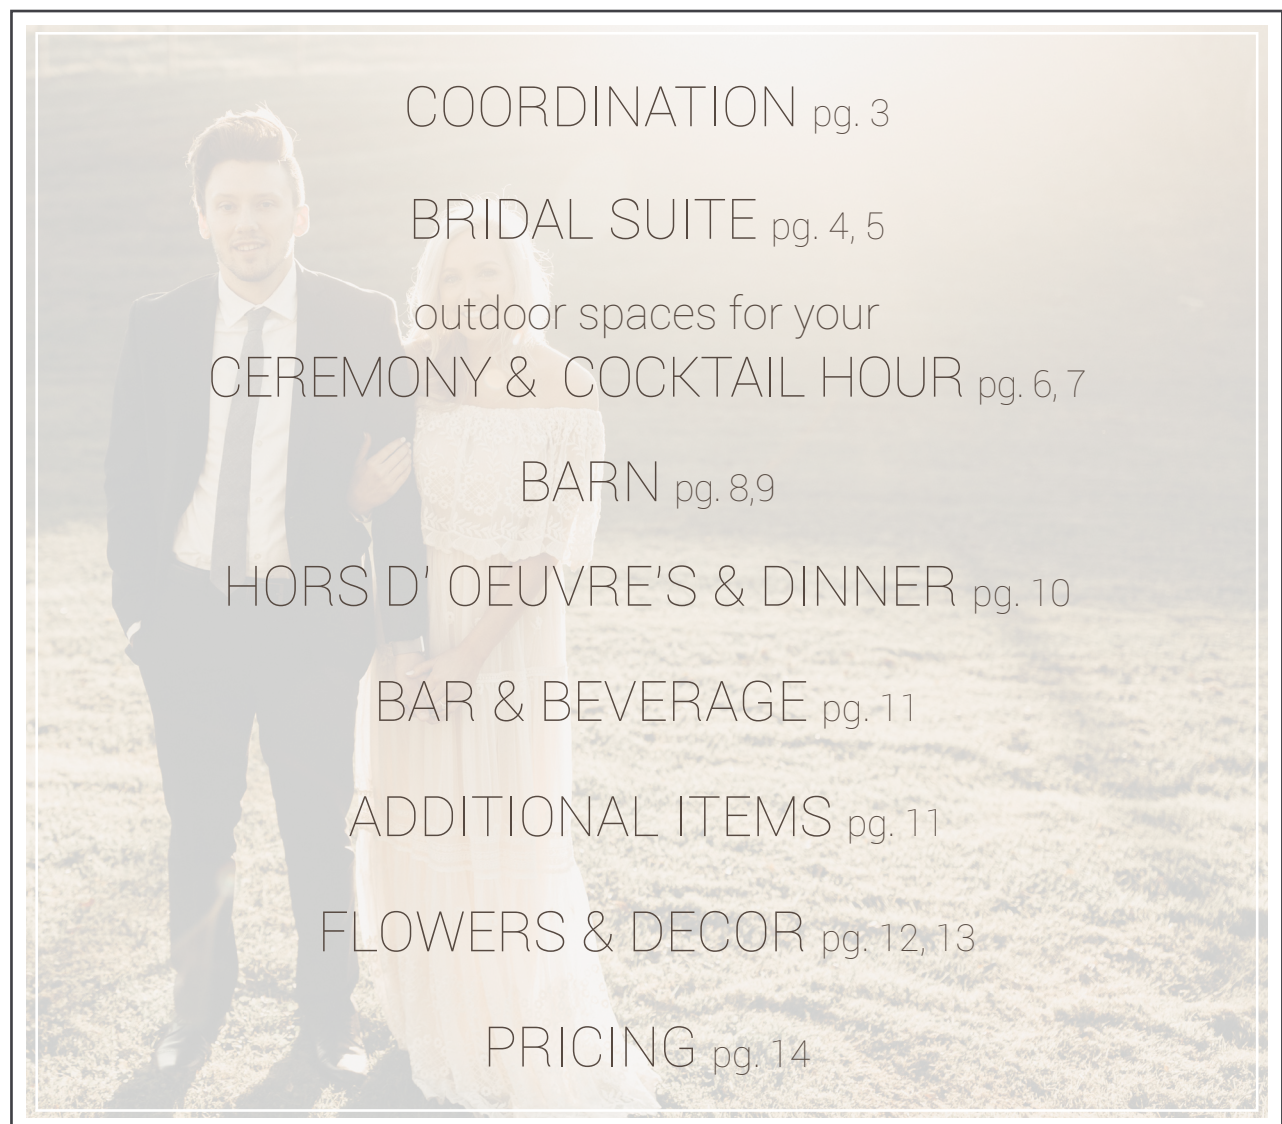 COORDINATION pg. 3
BRIDAL SUITE pg. 4, 5
outdoor spaces for your
CEREMONY & COCKTAIL HOUR pg. 6, 7
BARN pg. 8,9
HORS D' OEUVRE'S & DINNER pg. 10
BAR & BEVERAGE pg. 11
ADDITIONAL ITEMS pg. 11
FLOWERS & DECOR pg. 12, 13
PRICING pg. 14